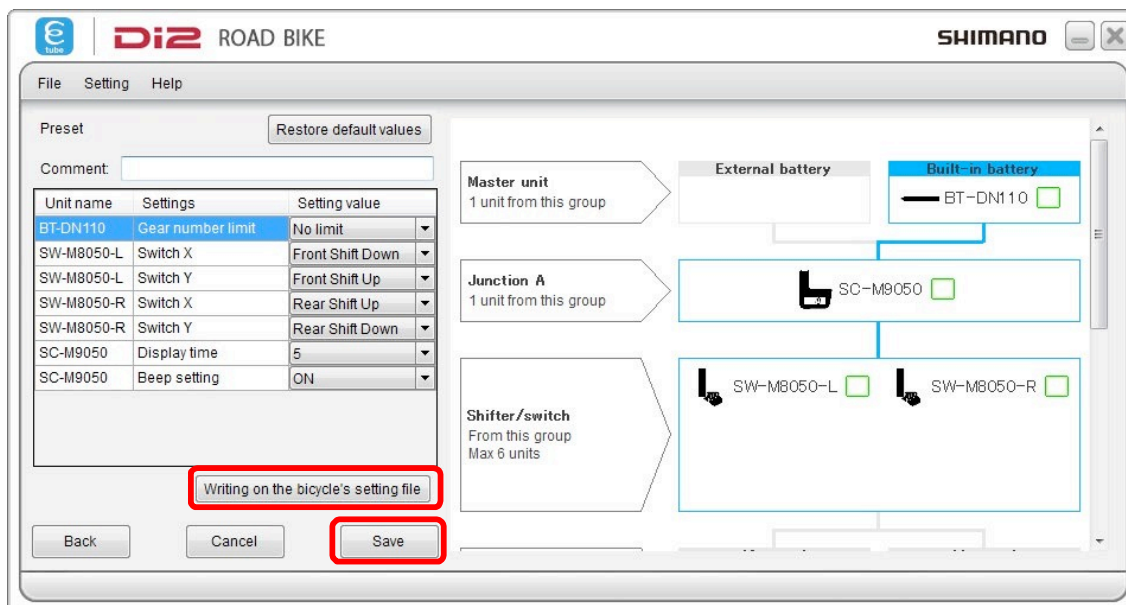 e tube Di2 ROAD BIKE SHIMANO
File Setting Help
Preset Restore default values
Comment:
Unit name Settings Setting value
BT-DN110 Gear number limit No limit
SW-M8050-L Switch X Front Shift Down
SW-M8050-L Switch Y Front Shift Up
SW-M8050-R Switch X Rear Shift Up
SW-M8050-R Switch Y Rear Shift Down
SC-M9050 Display time 5
SC-M9050 Beep setting ON
Writing on the bicycle's setting file
Back Cancel Save
Master unit
1 unit from this group
External battery
Built-in battery
BT-DN110
Junction A
1 unit from this group
SC-M9050
Shifter/switch
From this group
Max 6 units
SW-M8050-L SW-M8050-R